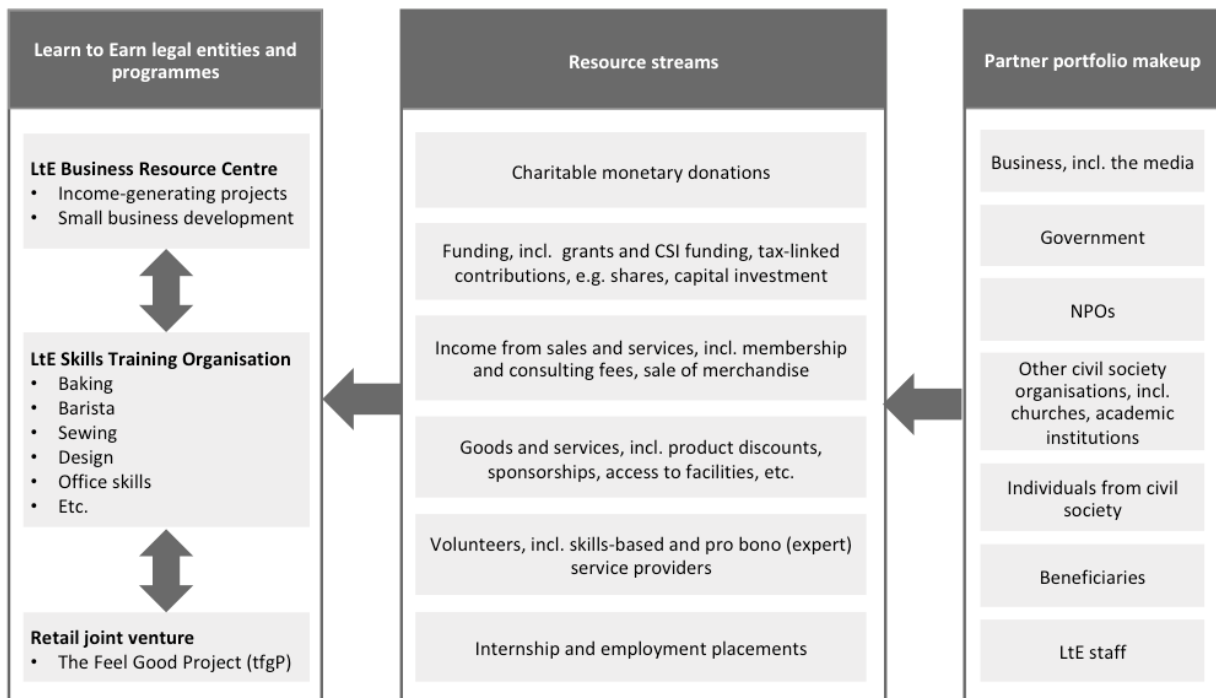 Learn to Earn legal entities and
programmes
LtE Business Resource Centre
• Income-generating projects
• Small business development
LtE Skills Training Organisation
• Baking
• Barista
• Sewing
• Design
• Office skills
• Etc.
Retail joint venture
• The Feel Good Project (tfgP)
Resource streams
Charitable monetary donations
Funding, incl. grants and CSI funding, tax-linked
contributions, e.g. shares, capital investment
Income from sales and services, incl. membership
and consulting fees, sale of merchandise
Goods and services, incl. product discounts,
sponsorships, access to facilities, etc.
Volunteers, incl. skills-based and pro bono (expert)
service providers
Internship and employment placements
Partner portfolio makeup
Business, incl. the media
Government
NPOs
Other civil society
organisations, incl.
churches, academic
institutions
Individuals from civil
society
Beneficiaries
LtE staff